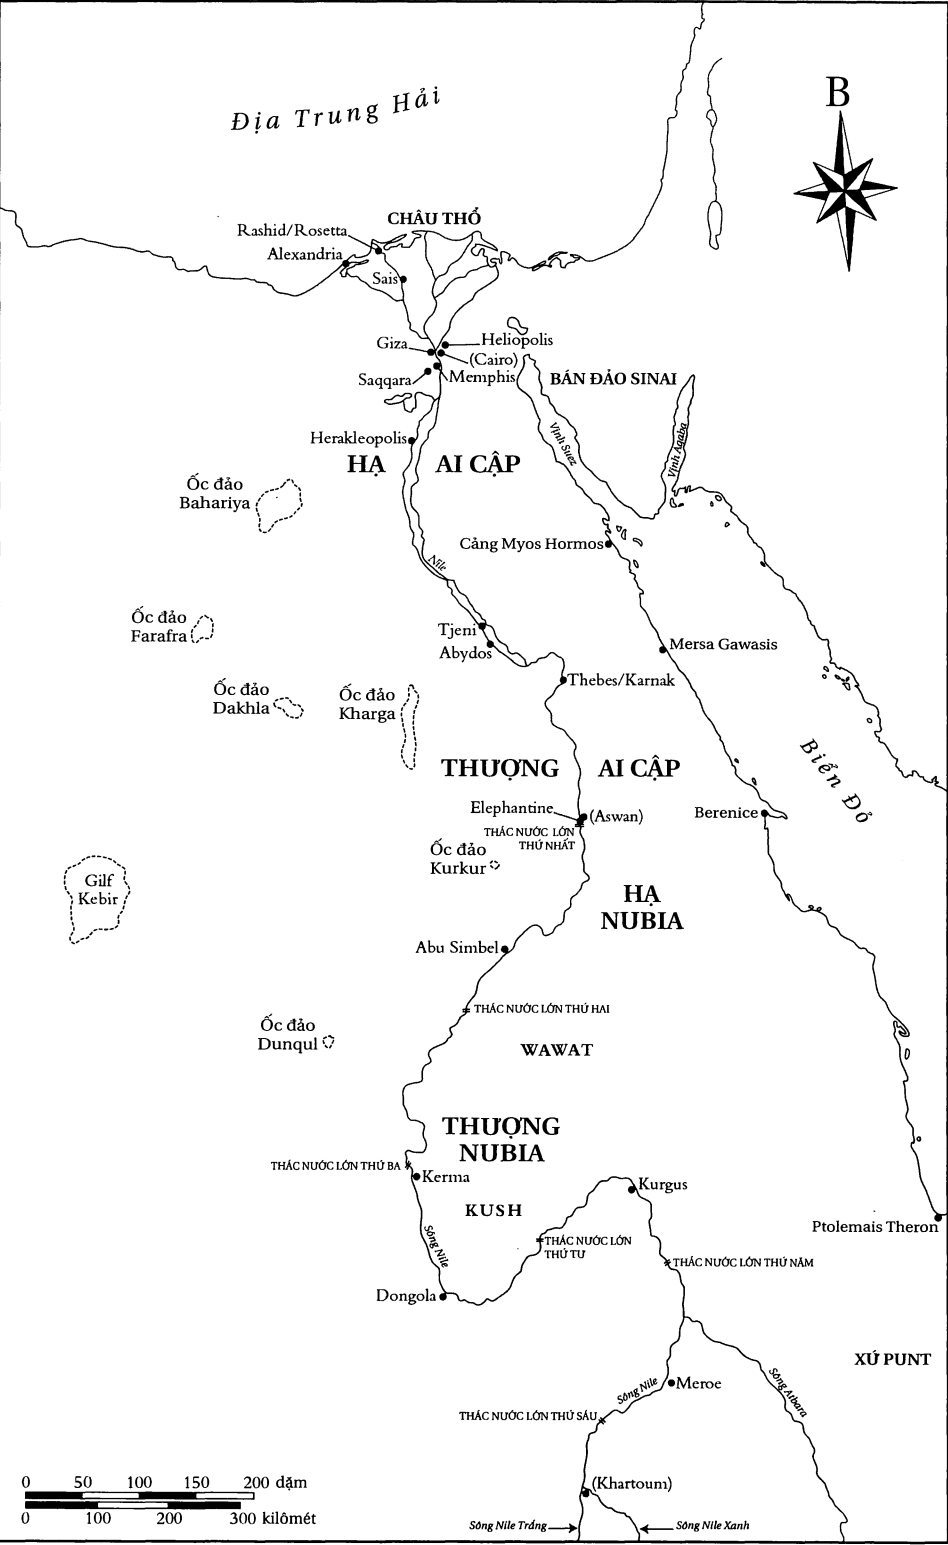 B
Địa Trung Hải
CHÂU THỔ
Rashid/Rosetta
Alexandria
Sais
Giza
Heliopolis
(Cairo)
Saqqara
Memphis
BÁN ĐẢO SINAI
Vịnh Suez
Vịnh Aqaba
Herakleopolis
HẠ AI CẬP
Ốc đảo
Bahariya
Cảng Myos Hormos
Nile
Ốc đảo
Farafra
Tjeni
Abydos
Mersa Gawasis
Thebes/Karnak
Ốc đảo
Dakhla
Ốc đảo
Kharga
THƯỢNG AI CẬP
Biển Đỏ
Elephantine
(Aswan)
Berenice
THÁC NƯỚC LỚN
THỨ NHẤT
Ốc đảo
Kurkur
Gilf
Kebir
HẠ
NUBIA
Abu Simbel
THÁC NƯỚC LỚN THỨ HAI
Ốc đảo
Dunqul
WAWAT
THƯỢNG
NUBIA
THÁC NƯỚC LỚN THỨ BA
Kerma
Kurgus
KUSH
Ptolemais Theron
Sông Nile
THÁC NƯỚC LỚN
THỨ TƯ
THÁC NƯỚC LỚN THỨ NĂM
Dongola
XỨ PUNT
Sông Nile
Meroe
Sông Atbara
THÁC NƯỚC LỚN THỨ SÁU
(Khartoum)
0 50 100 150 200 dặm
0 100 200 300 kilômét
Sông Nile Trắng
Sông Nile Xanh